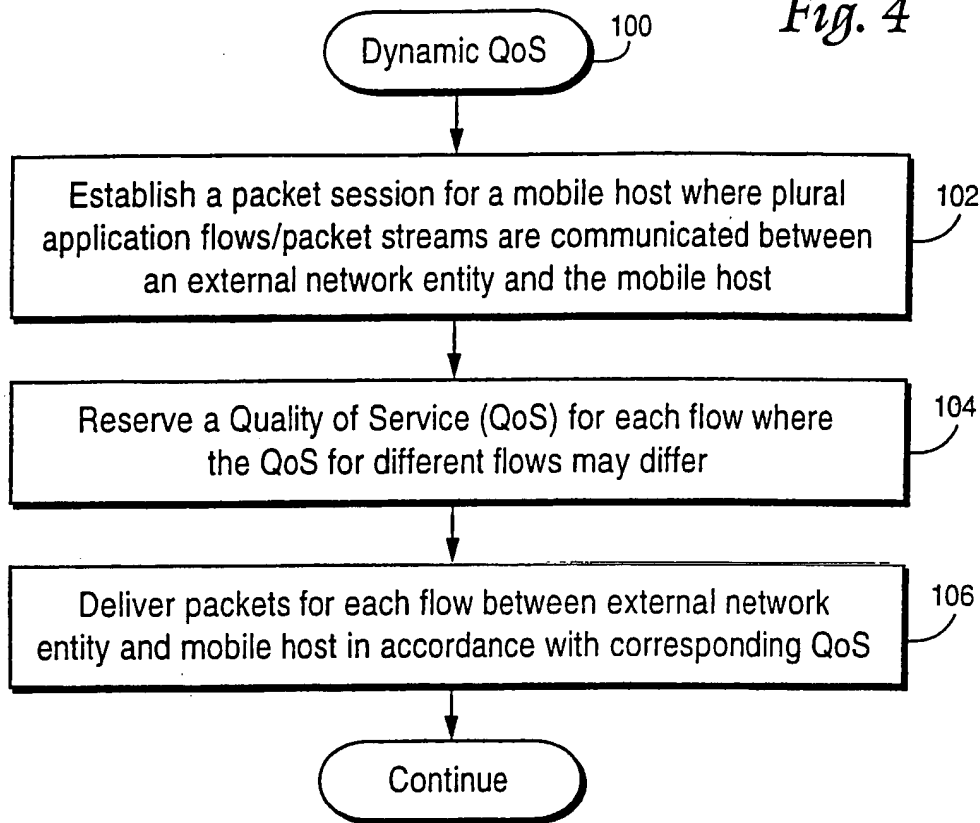 Fig. 4
Dynamic QoS
100
Establish a packet session for a mobile host where plural
application flows/packet streams are communicated between
an external network entity and the mobile host
102
Reserve a Quality of Service (QoS) for each flow where
the QoS for different flows may differ
104
Deliver packets for each flow between external network
entity and mobile host in accordance with corresponding QoS
106
Continue